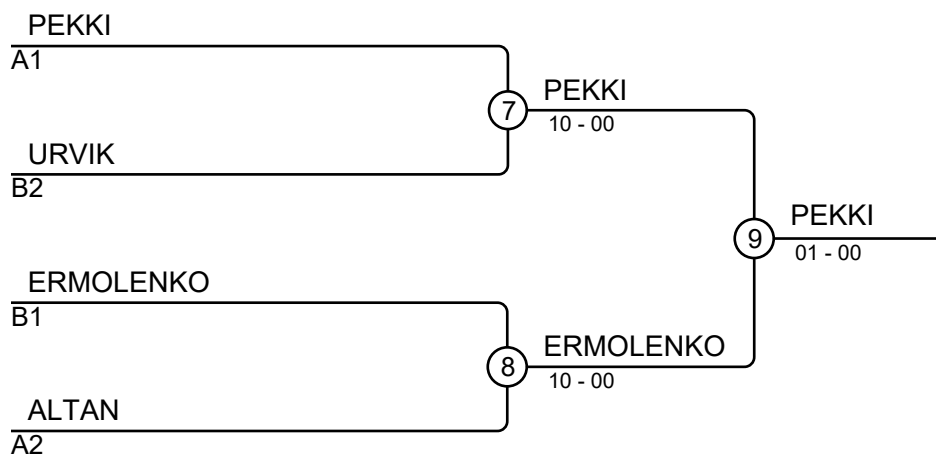 PEKKI
A1
7
PEKKI
10 - 00
URVIK
B2
9
PEKKI
01 - 00
ERMOLENKO
B1
8
ERMOLENKO
10 - 00
ALTAN
A2